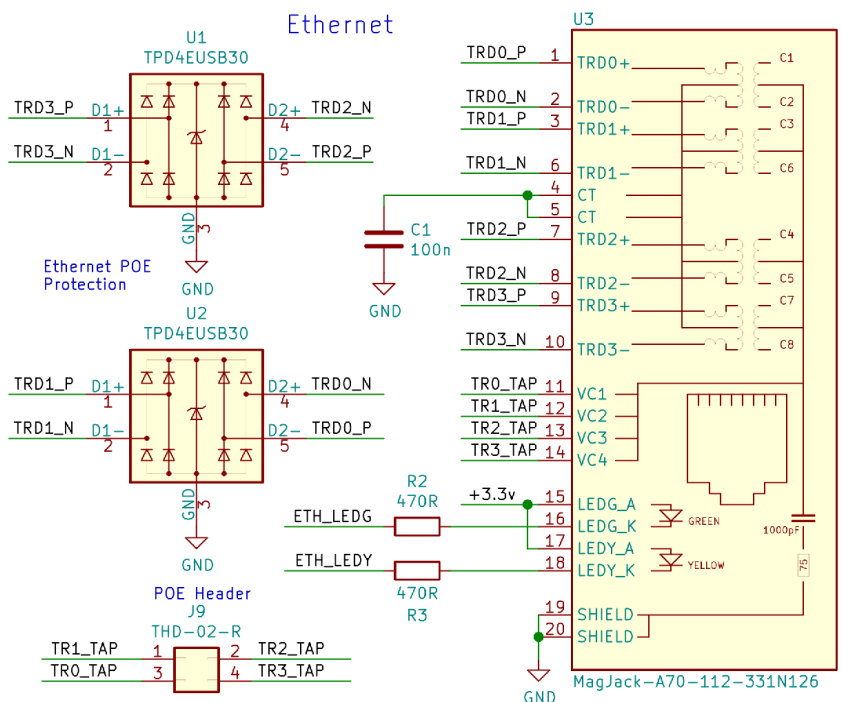 Ethernet
U1
TPD4EUSB30
TRD3_P
D1+
1
D2+
4
TRD2_N
TRD3_N
D1-
2
D2-
5
TRD2_P
GND
3
GND
Ethernet POE
Protection
U2
TPD4EUSB30
TRD1_P
D1+
1
D2+
4
TRD0_N
TRD1_N
D1-
2
D2-
5
TRD0_P
GND
3
GND
POE Header
J9
THD-02-R
TR1_TAP
1
2
TR2_TAP
TR0_TAP
3
4
TR3_TAP
C1
100n
GND
R2
470R
ETH_LEDG
ETH_LEDY
470R
R3
+3.3v
U3
TRD0_P
1
TRD0+
C1
TRD0_N
2
TRD0-
C2
TRD1_P
3
TRD1+
C3
TRD1_N
6
TRD1-
C6
4
CT
5
CT
TRD2_P
7
TRD2+
C4
TRD2_N
8
TRD2-
C5
TRD3_P
9
TRD3+
C7
TRD3_N
10
TRD3-
C8
TR0_TAP
11
VC1
TR1_TAP
12
VC2
TR2_TAP
13
VC3
TR3_TAP
14
VC4
15
LEDG_A
16
LEDG_K
GREEN
17
LEDY_A
18
LEDY_K
YELLOW
1000pF
75
19
SHIELD
20
SHIELD
GND
MagJack-A70-112-331N126